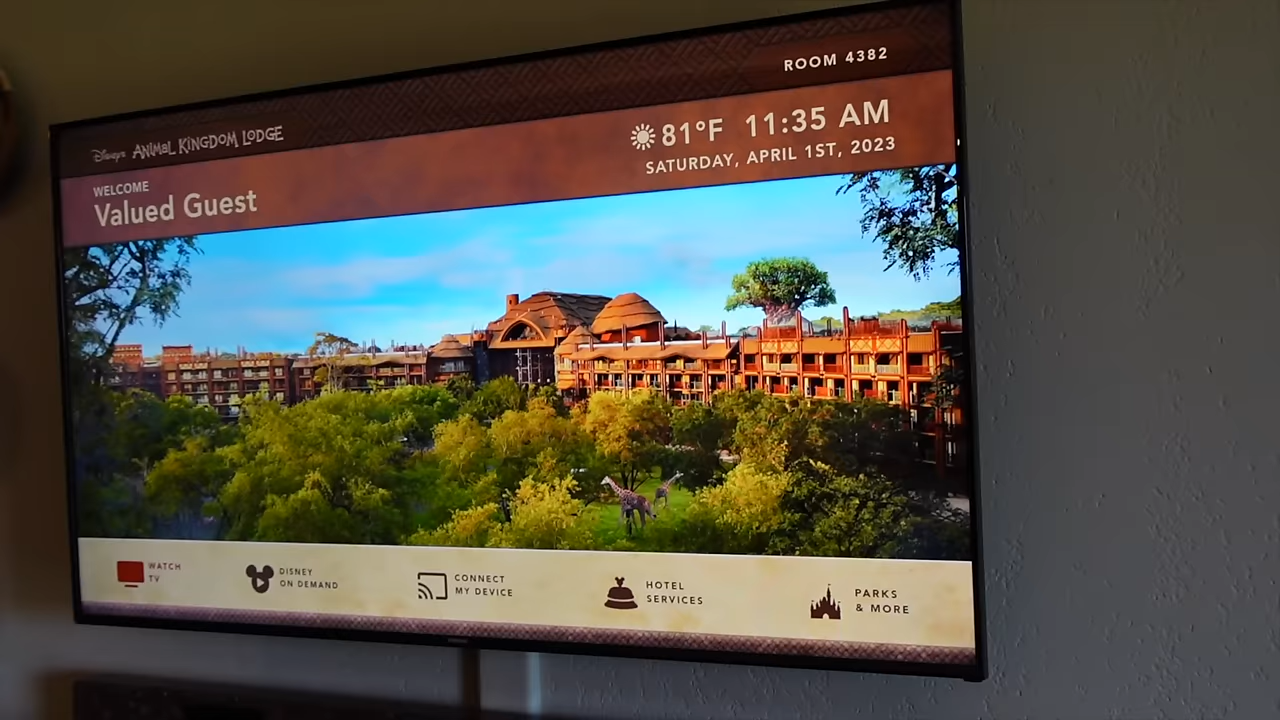 ROOM 4382
Disney's ANIMAL KINGDOM LODGE
81°F 11:35 AM
SATURDAY, APRIL 1ST, 2023
WELCOME
Valued Guest
WATCH
TV
DISNEY
ON DEMAND
CONNECT
MY DEVICE
HOTEL
SERVICES
PARKS
& MORE